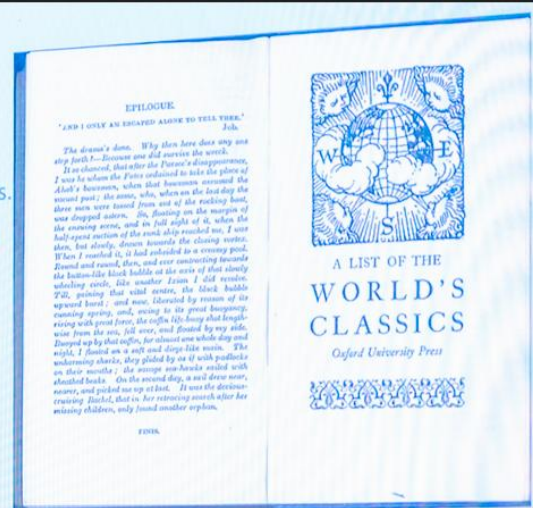 s.
EPILOGUE.
"AND I ONLY AM ESCAPED ALONE TO TELL THEE."
Job.
The drama's done. Why then here does any one
step forth?—Because one did survive the wreck.
It so chanced, that after the Parsee's disappearance,
I was he whom the Fates ordained to take the place of
Ahab's bowsman, when that bowsman assumed the
vacant post; the same, who, when on the last day the
three men were tossed from out of the rocking boat,
was dropped astern. So, floating on the margin of
the ensuing scene, and in full sight of it, when the
half-spent suction of the sunk ship reached me, I was
then, but slowly, drawn towards the closing vortex.
When I reached it, it had subsided to a creamy pool.
Round and round, then, and ever contracting towards
the button-like black bubble at the axis of that slowly
wheeling circle, like another Ixion I did revolve.
Till, gaining that vital centre, the black bubble
upward burst; and now, liberated by reason of its
cunning spring, and, owing to its great buoyancy,
rising with great force, the coffin life-buoy shot length-
wise from the sea, fell over, and floated by my side.
Buoyed up by that coffin, for almost one whole day and
night, I floated on a soft and dirge-like main. The
unharming sharks, they glided by as if with padlocks
on their mouths; the savage sea-hawks sailed with
sheathed beaks. On the second day, a sail drew near,
nearer, and picked me up at last. It was the devious-
cruising Rachel, that in her retracing search after her
missing children, only found another orphan.
FINIS.
W E
S
A LIST OF THE
WORLD'S
CLASSICS
Oxford University Press